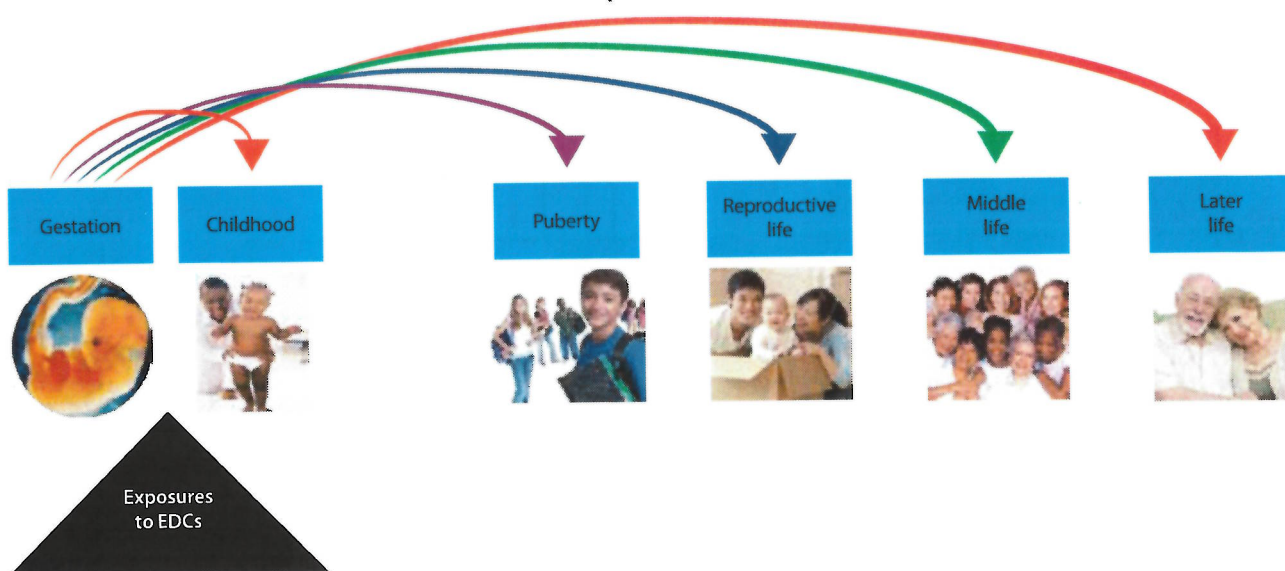 Gestation
Childhood
Puberty
Reproductive
life
Middle
life
Later
life
Exposures
to EDCs